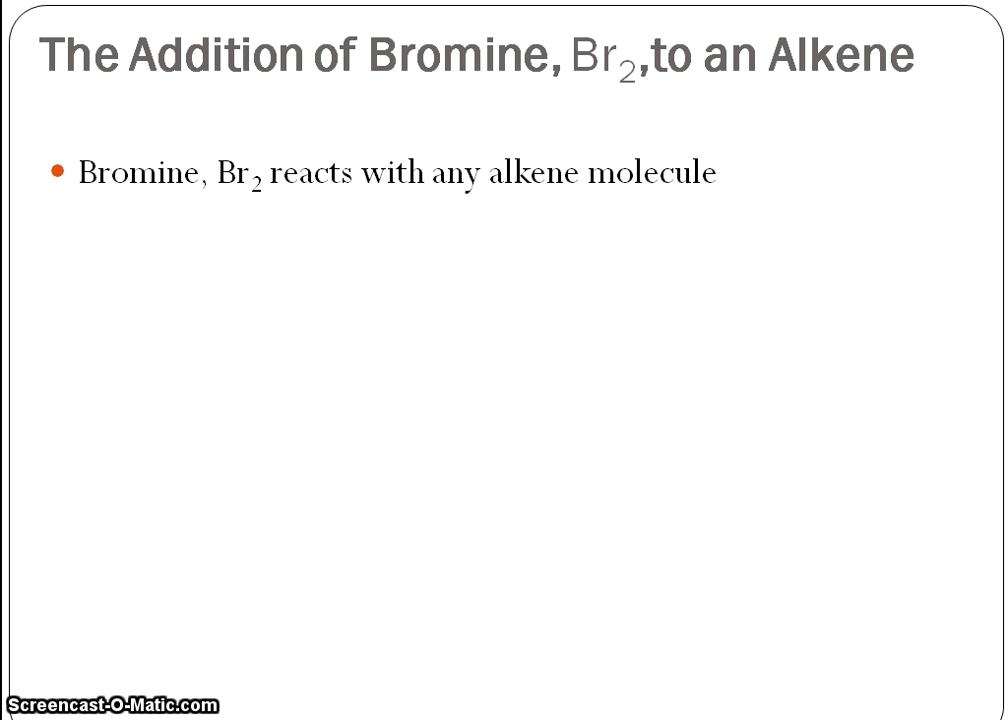 The Addition of Bromine, Br₂,to an Alkene
• Bromine, Br₂ reacts with any alkene molecule
Screencast-O-Matic.com